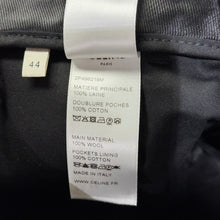 44
CELINE
PARIS
MATIÈRE PRINCIPALE
100% LAINE
DOUBLURE POCHES
100% COTON
MAIN MATERIAL
100% WOOL
POCKETS LINING
100% COTTON
MADE IN ITALY
WWW.CELINE.FR